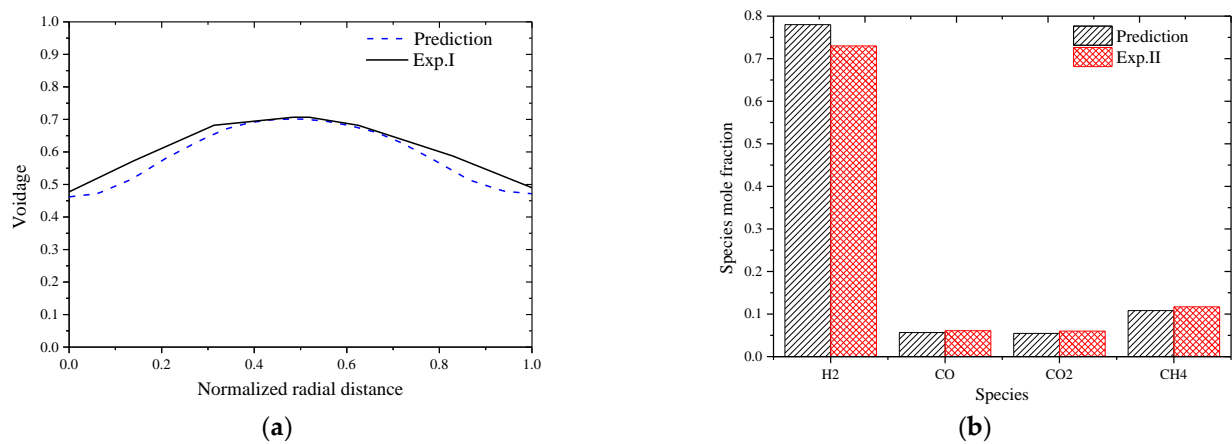 1.0
0.9
0.8
0.7
0.6
0.5
0.4
0.3
0.2
0.1
0.0
Voidage
Prediction
Exp.I
0.0 0.2 0.4 0.6 0.8 1.0
Normalized radial distance
(a)
0.8
0.7
0.6
0.5
0.4
0.3
0.2
0.1
0.0
Species mole fraction
Prediction
Exp.II
H2 CO CO2 CH4
Species
(b)